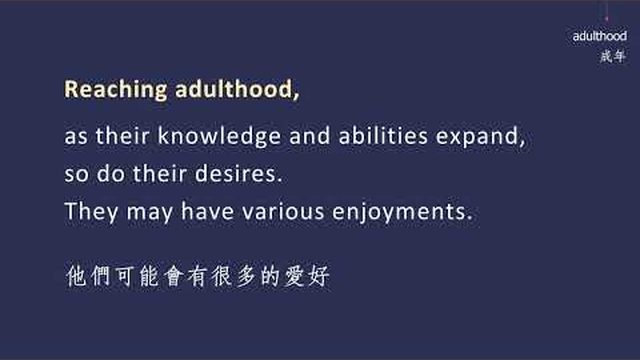 adulthood
成年
Reaching adulthood,
as their knowledge and abilities expand,
so do their desires.
They may have various enjoyments.
他們可能會有很多的愛好